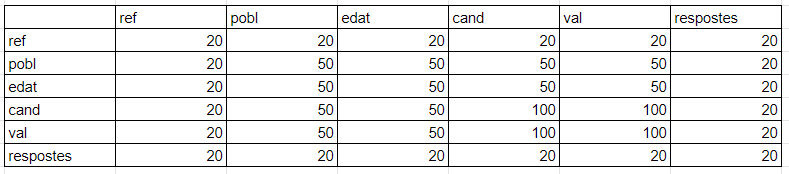 ref pobl edat cand val respostes
ref 20 20 20 20 20 20
pobl 20 50 50 50 50 20
edat 20 50 50 50 50 20
cand 20 50 50 100 100 20
val 20 50 50 100 100 20
respostes 20 20 20 20 20 20